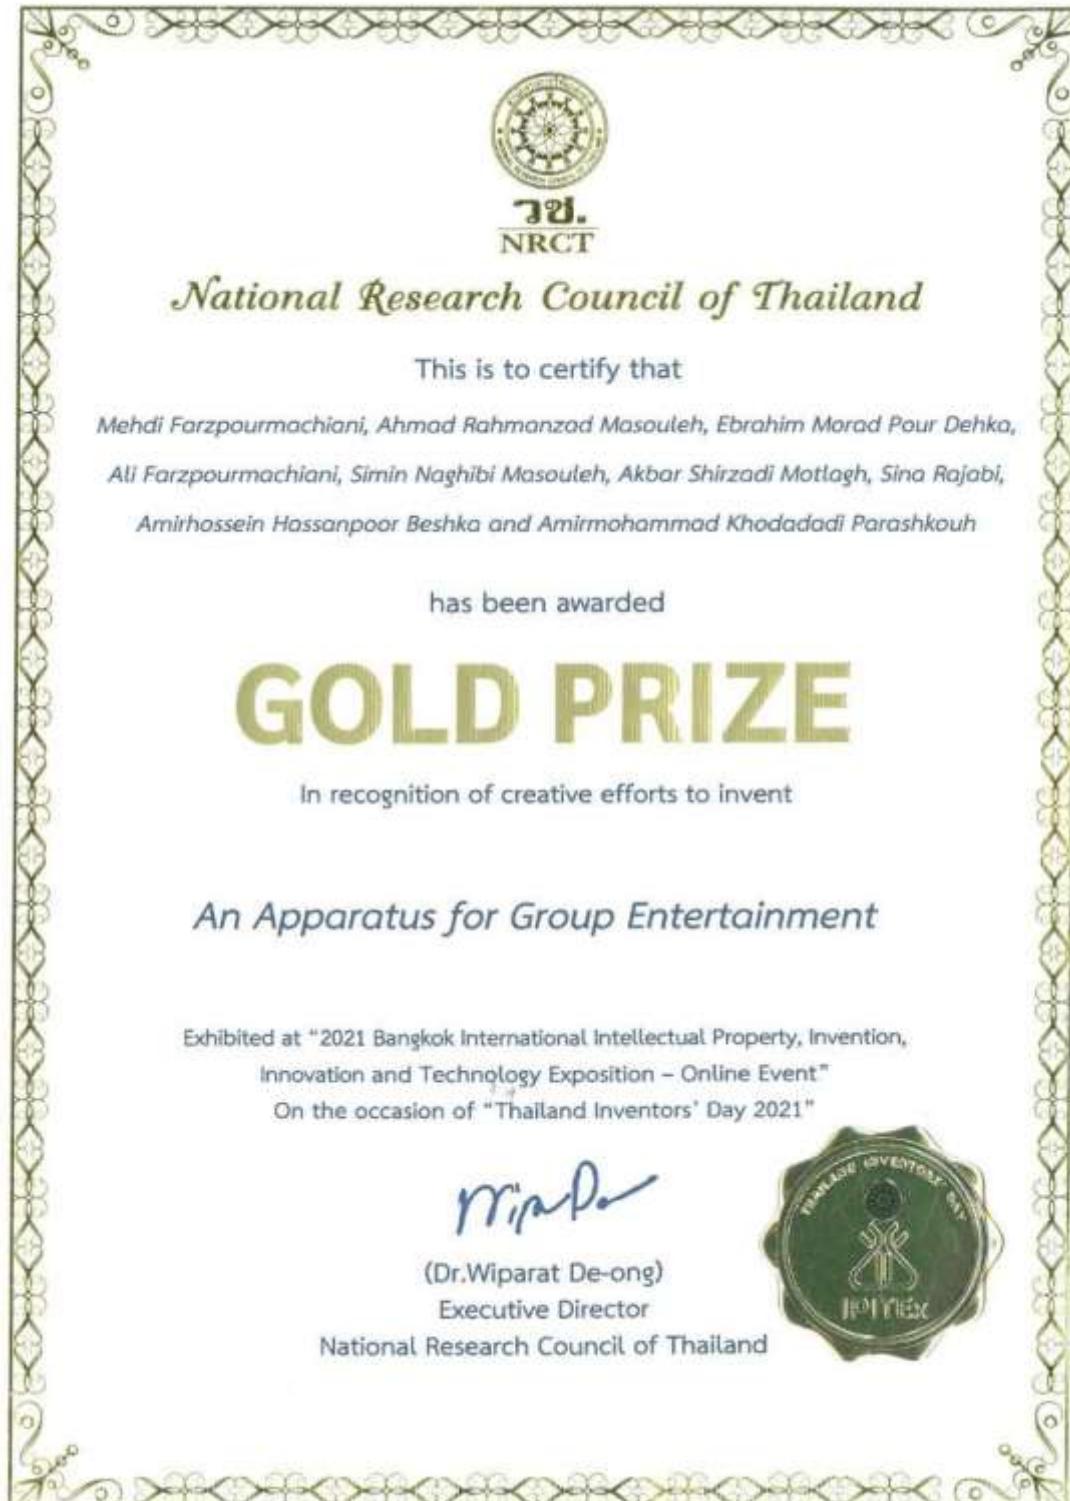 วช.
NRCT
National Research Council of Thailand
This is to certify that
Mehdi Farzpourmachiani, Ahmad Rahmanzad Masouleh, Ebrahim Morad Pour Dehka,
Ali Farzpourmachiani, Simin Naghibi Masouleh, Akbar Shirzadi Motlagh, Sina Rajabi,
Amirhossein Hassanpoor Beshka and Amirmohammad Khodadadi Parashkouh
has been awarded
GOLD PRIZE
In recognition of creative efforts to invent
An Apparatus for Group Entertainment
Exhibited at "2021 Bangkok International Intellectual Property, Invention,
Innovation and Technology Exposition – Online Event"
On the occasion of "Thailand Inventors' Day 2021"
(Dr.Wiparat De-ong)
Executive Director
National Research Council of Thailand
THAILAND INVENTORS' DAY
IPITEx